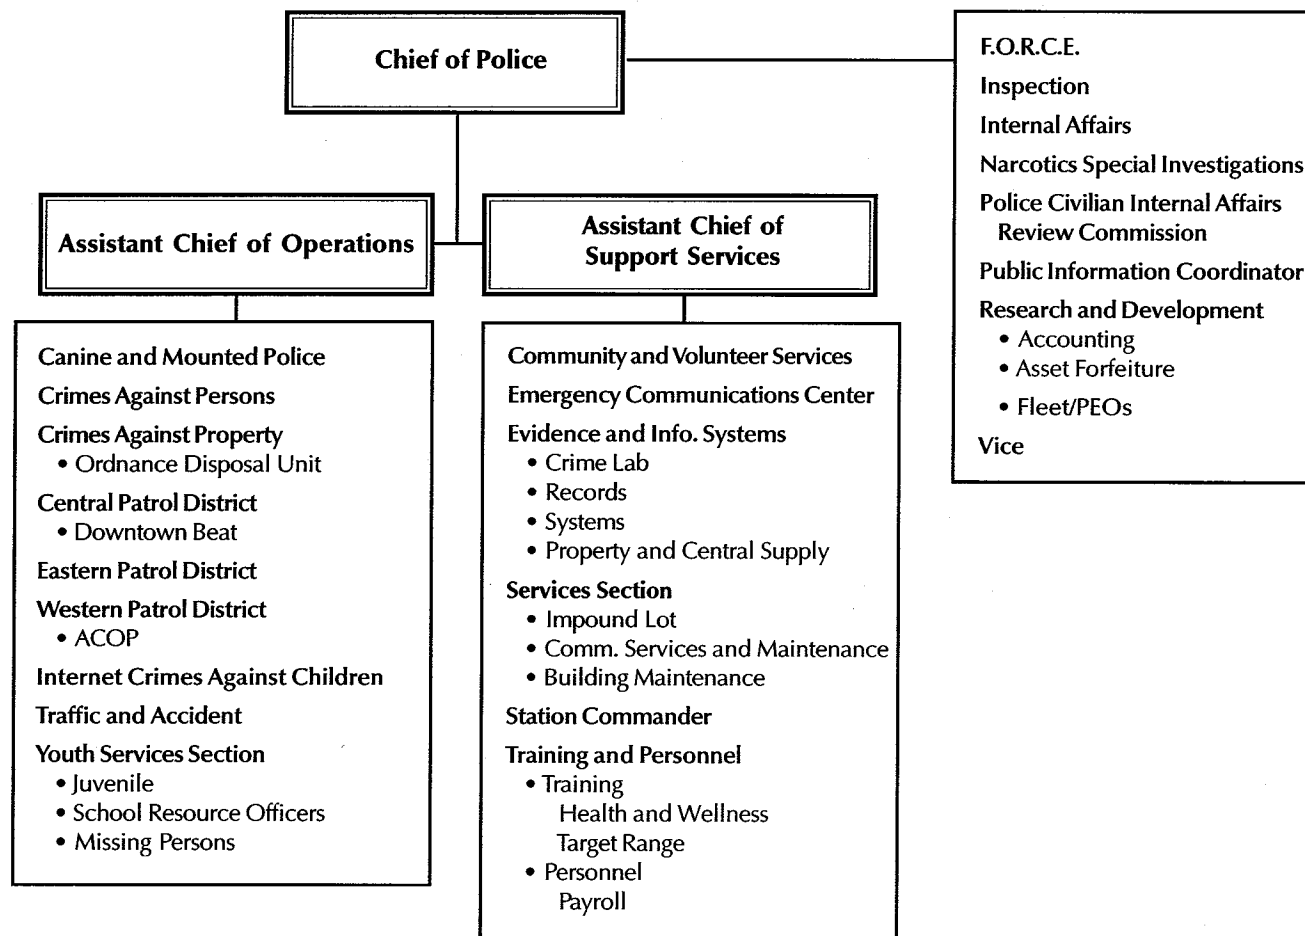 Chief of Police
F.O.R.C.E.
Inspection
Internal Affairs
Narcotics Special Investigations
Police Civilian Internal Affairs
Review Commission
Public Information Coordinator
Research and Development
• Accounting
• Asset Forfeiture
• Fleet/PEOs
Vice
Assistant Chief of Operations
Canine and Mounted Police
Crimes Against Persons
Crimes Against Property
• Ordnance Disposal Unit
Central Patrol District
• Downtown Beat
Eastern Patrol District
Western Patrol District
• ACOP
Internet Crimes Against Children
Traffic and Accident
Youth Services Section
• Juvenile
• School Resource Officers
• Missing Persons
Assistant Chief of
Support Services
Community and Volunteer Services
Emergency Communications Center
Evidence and Info. Systems
• Crime Lab
• Records
• Systems
• Property and Central Supply
Services Section
• Impound Lot
• Comm. Services and Maintenance
• Building Maintenance
Station Commander
Training and Personnel
• Training
Health and Wellness
Target Range
• Personnel
Payroll